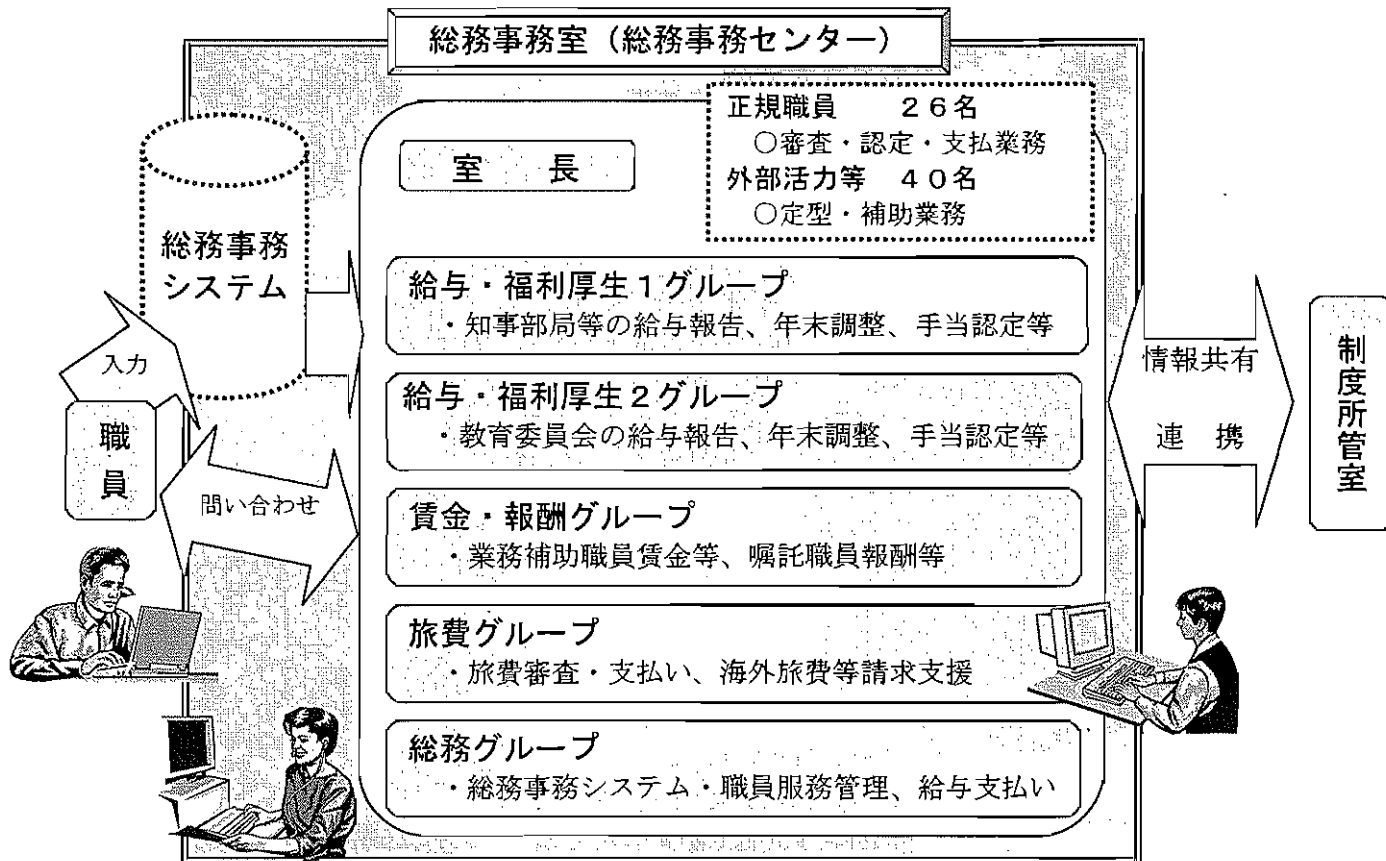 総務事務室（総務事務センター）
正規職員　　２６名
○審査・認定・支払業務
外部活力等　４０名
○定型・補助業務
室　長
総務事務
システム
入力
職員
問い合わせ
給与・福利厚生１グループ
・知事部局等の給与報告、年末調整、手当認定等
給与・福利厚生２グループ
・教育委員会の給与報告、年末調整、手当認定等
賃金・報酬グループ
・業務補助職員賃金等、嘱託職員報酬等
旅費グループ
・旅費審査・支払い、海外旅費等請求支援
総務グループ
・総務事務システム・職員服務管理、給与支払い
情報共有
連　携
制度所管室